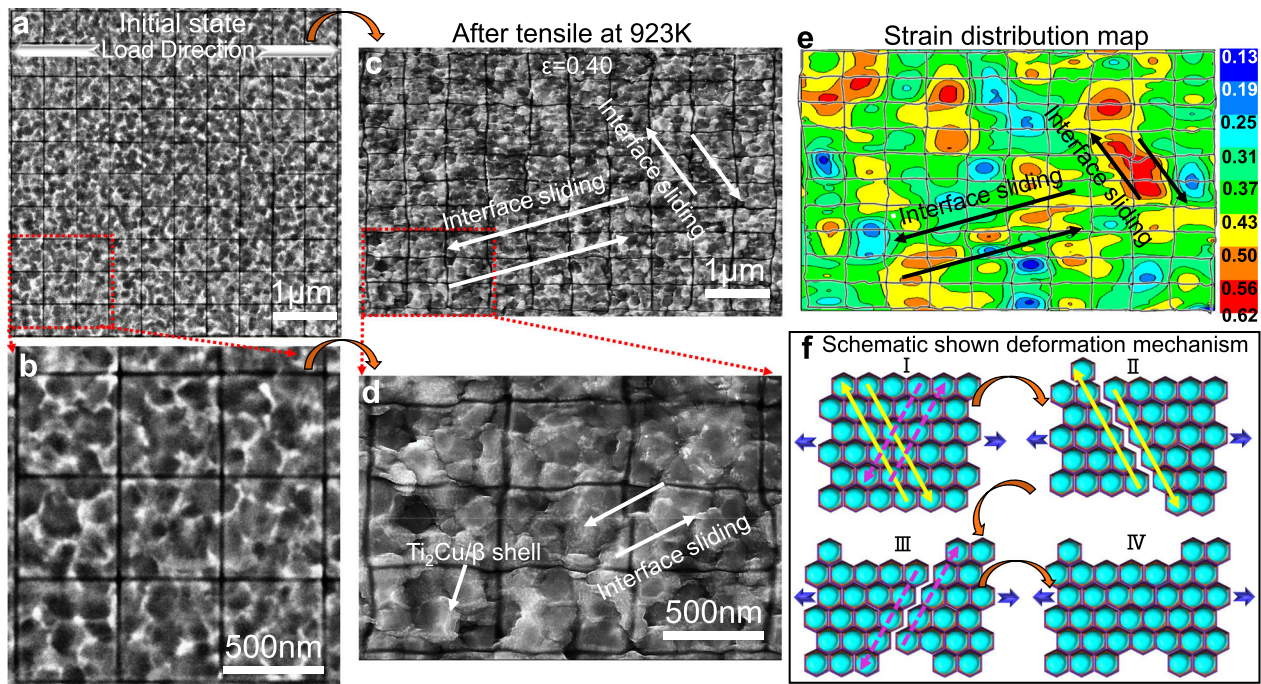 a
Initial state
Load Direction
1μm
After tensile at 923K
c
ε=0.40
Interface sliding
Interface sliding
1μm
e
Strain distribution map
Interface sliding
Interface sliding
0.13
0.19
0.25
0.31
0.37
0.43
0.50
0.56
0.62
b
500nm
d
Ti₂Cu/β shell
Interface sliding
500nm
f
Schematic shown deformation mechanism
Ⅰ
Ⅱ
Ⅲ
Ⅳ